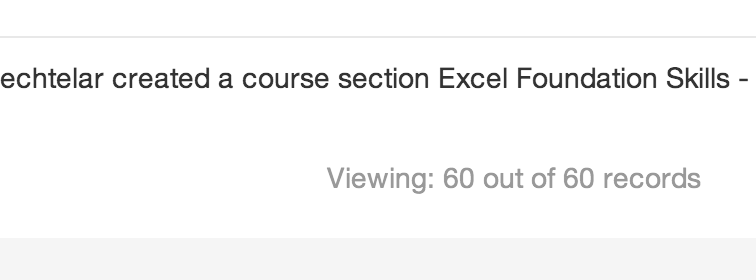 echtelar created a course section Excel Foundation Skills -
Viewing: 60 out of 60 records